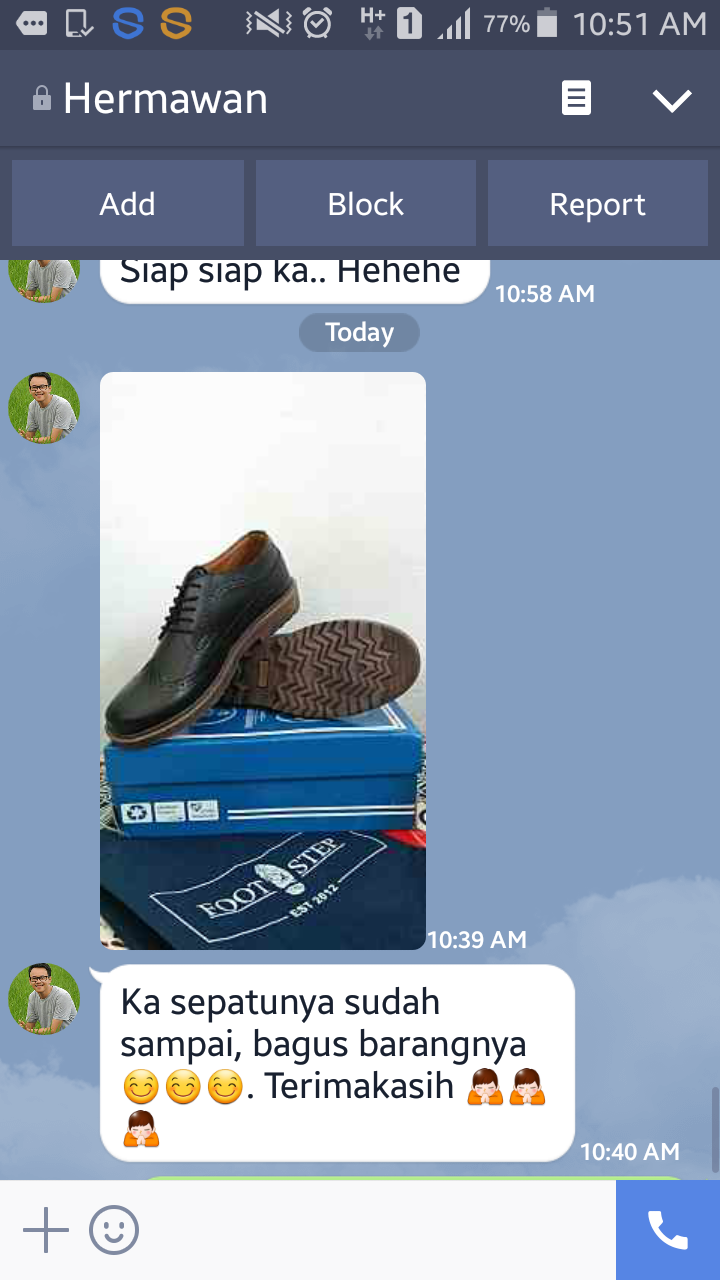 H+ 1 77% 10:51 AM
Hermawan
Add Block Report
Siap siap ka.. Hehehe
10:58 AM
Today
FOOT STEP
EST 2012
10:39 AM
Ka sepatunya sudah
sampai, bagus barangnya
😊😊😊. Terimakasih 🙏🙏
🙏
10:40 AM